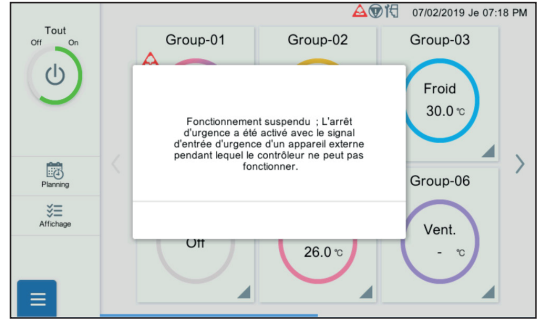 07/02/2019 Je 07:18 PM
Tout
Off On
Planning
Affichage
Group-01
Group-02
Group-03
Froid
30.0 °C
Fonctionnement suspendu ; L'arrêt
d'urgence a été activé avec le signal
d'entrée d'urgence d'un appareil externe
pendant lequel le contrôleur ne peut pas
fonctionner.
Off
26.0 °C
Group-06
Vent.
- °C